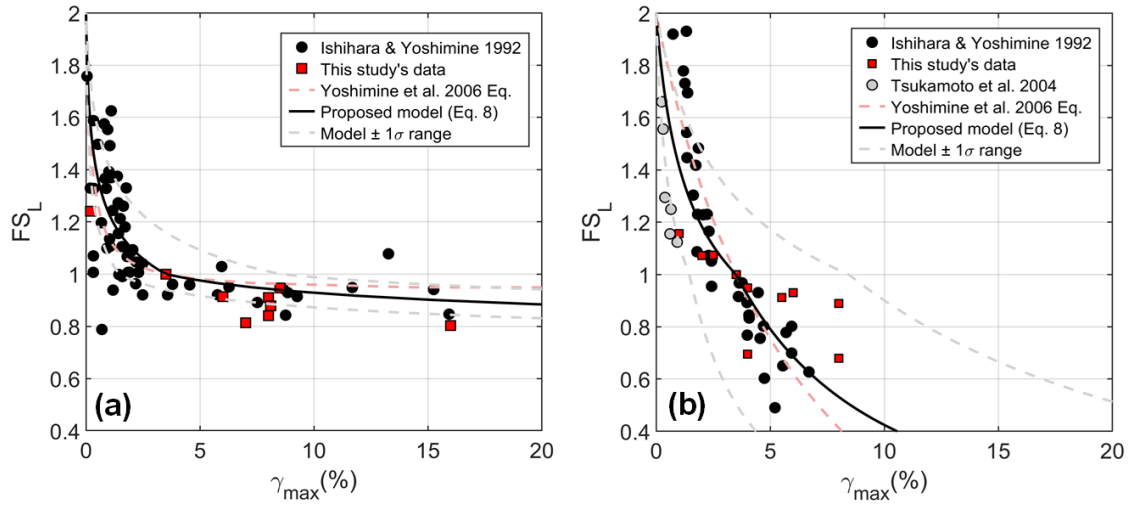 2
1.8
1.6
1.4
1.2
1
0.8
0.6
0.4
FS_L
0 5 10 15 20
γ_max(%)
Ishihara & Yoshimine 1992
This study's data
Yoshimine et al. 2006 Eq.
Proposed model (Eq. 8)
Model ± 1σ range
(a)
2
1.8
1.6
1.4
1.2
1
0.8
0.6
0.4
FS_L
0 5 10 15 20
γ_max(%)
Ishihara & Yoshimine 1992
This study's data
Tsukamoto et al. 2004
Yoshimine et al. 2006 Eq.
Proposed model (Eq. 8)
Model ± 1σ range
(b)